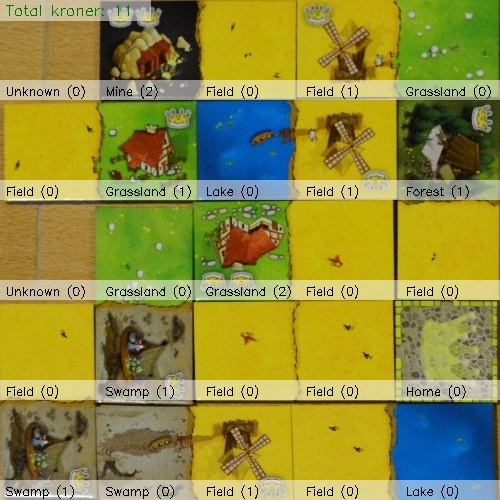 Total kroner: 11
Unknown (0) Mine (2) Field (0) Field (1) Grassland (0)
Field (0) Grassland (1) Lake (0) Field (1) Forest (1)
Unknown (0) Grassland (0) Grassland (2) Field (0) Field (0)
Field (0) Swamp (1) Field (0) Field (0) Home (0)
Swamp (1) Swamp (0) Field (1) Field (0) Lake (0)